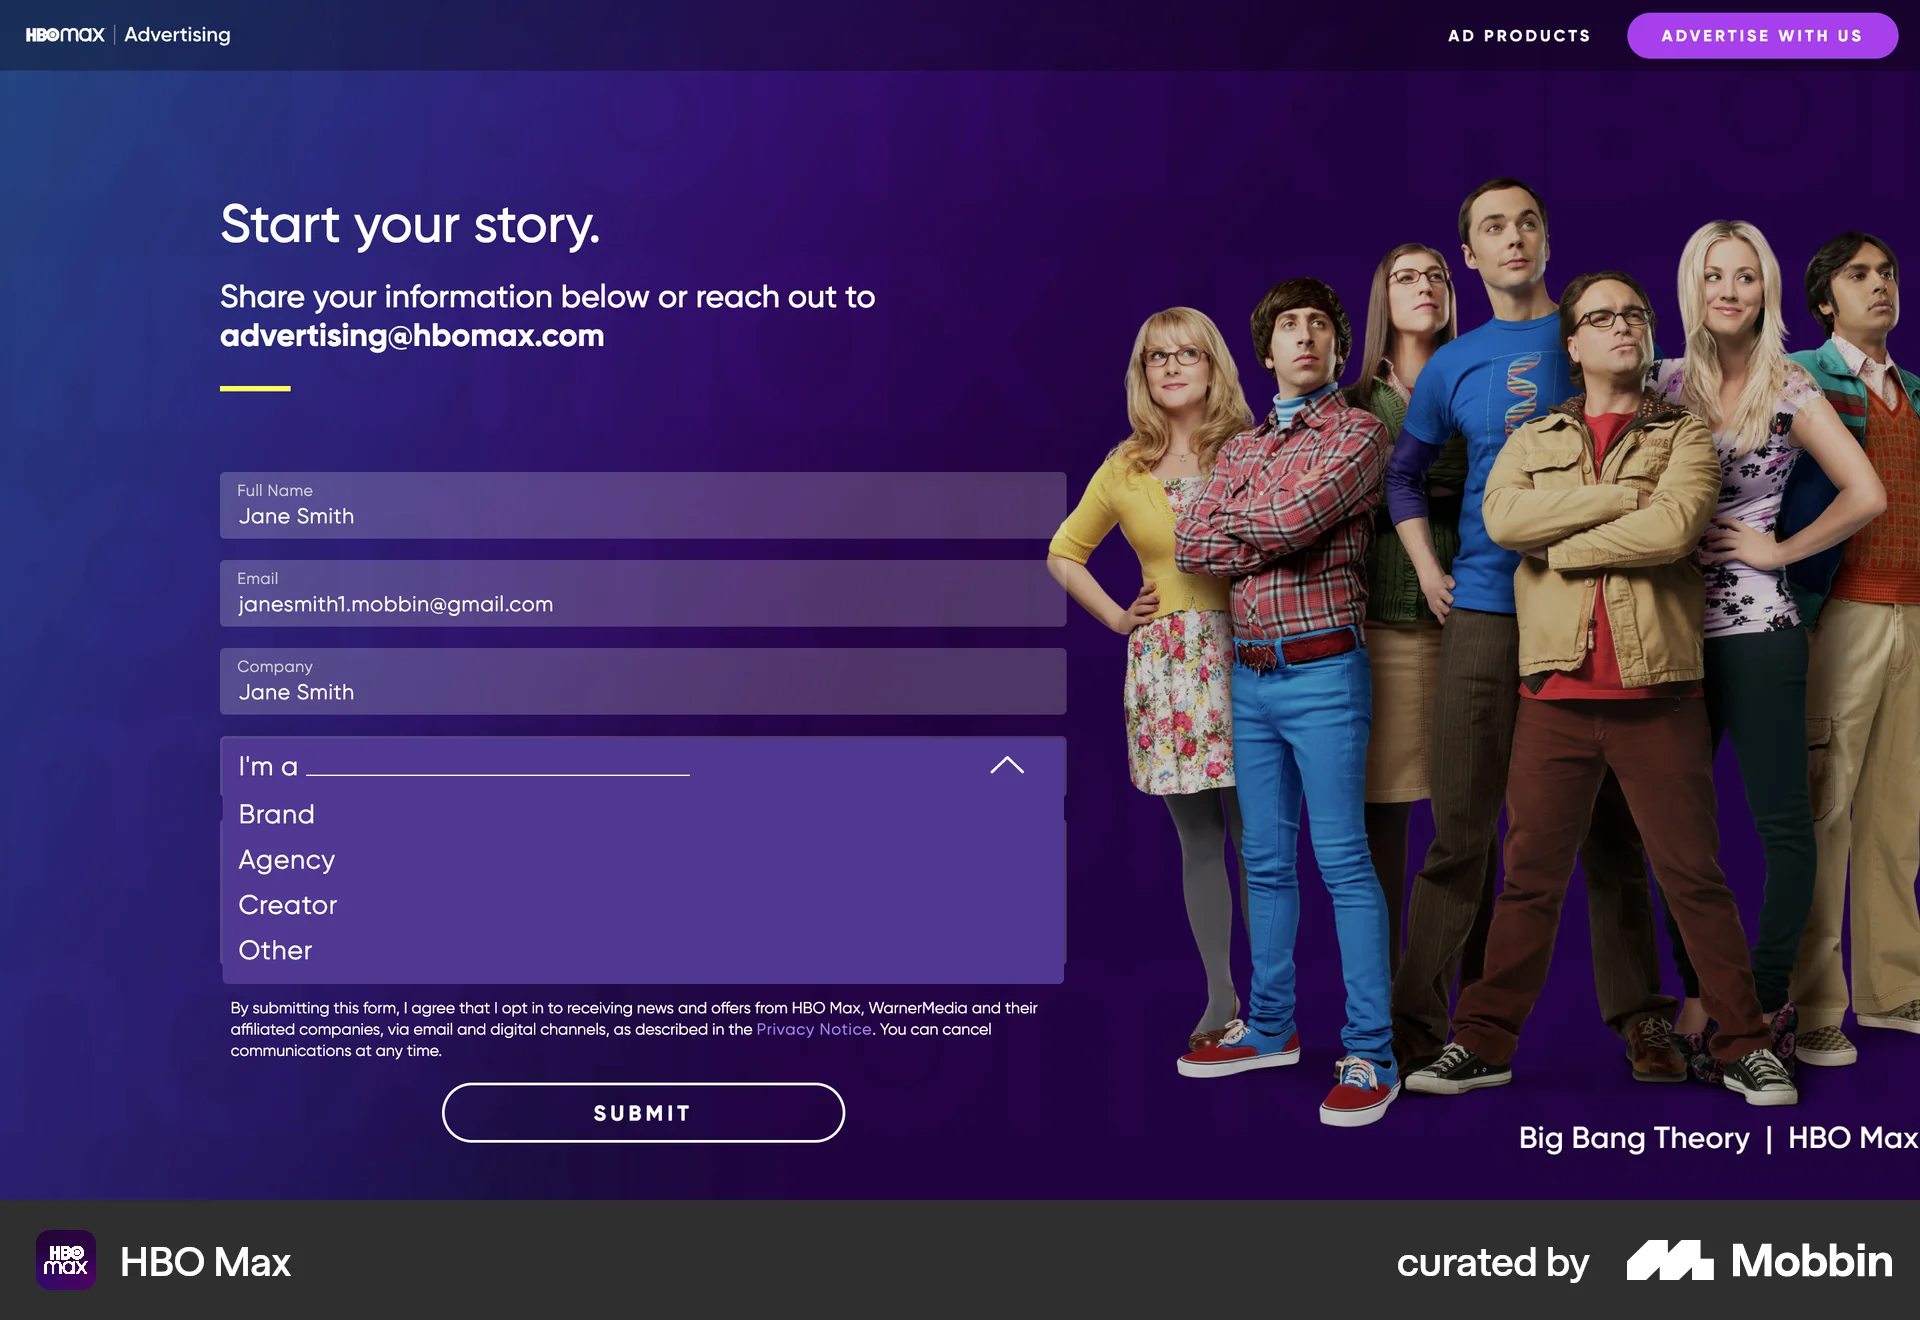 HBOmax | Advertising
AD PRODUCTS
ADVERTISE WITH US
Start your story.
Share your information below or reach out to
advertising@hbomax.com
Full Name
Jane Smith
Email
janesmith1.mobbin@gmail.com
Company
Jane Smith
I'm a
Brand
Agency
Creator
Other
By submitting this form, I agree that I opt in to receiving news and offers from HBO Max, WarnerMedia and their
affiliated companies, via email and digital channels, as described in the Privacy Notice. You can cancel
communications at any time.
SUBMIT
Big Bang Theory | HBO Max
HBO
max
HBO Max
curated by
Mobbin